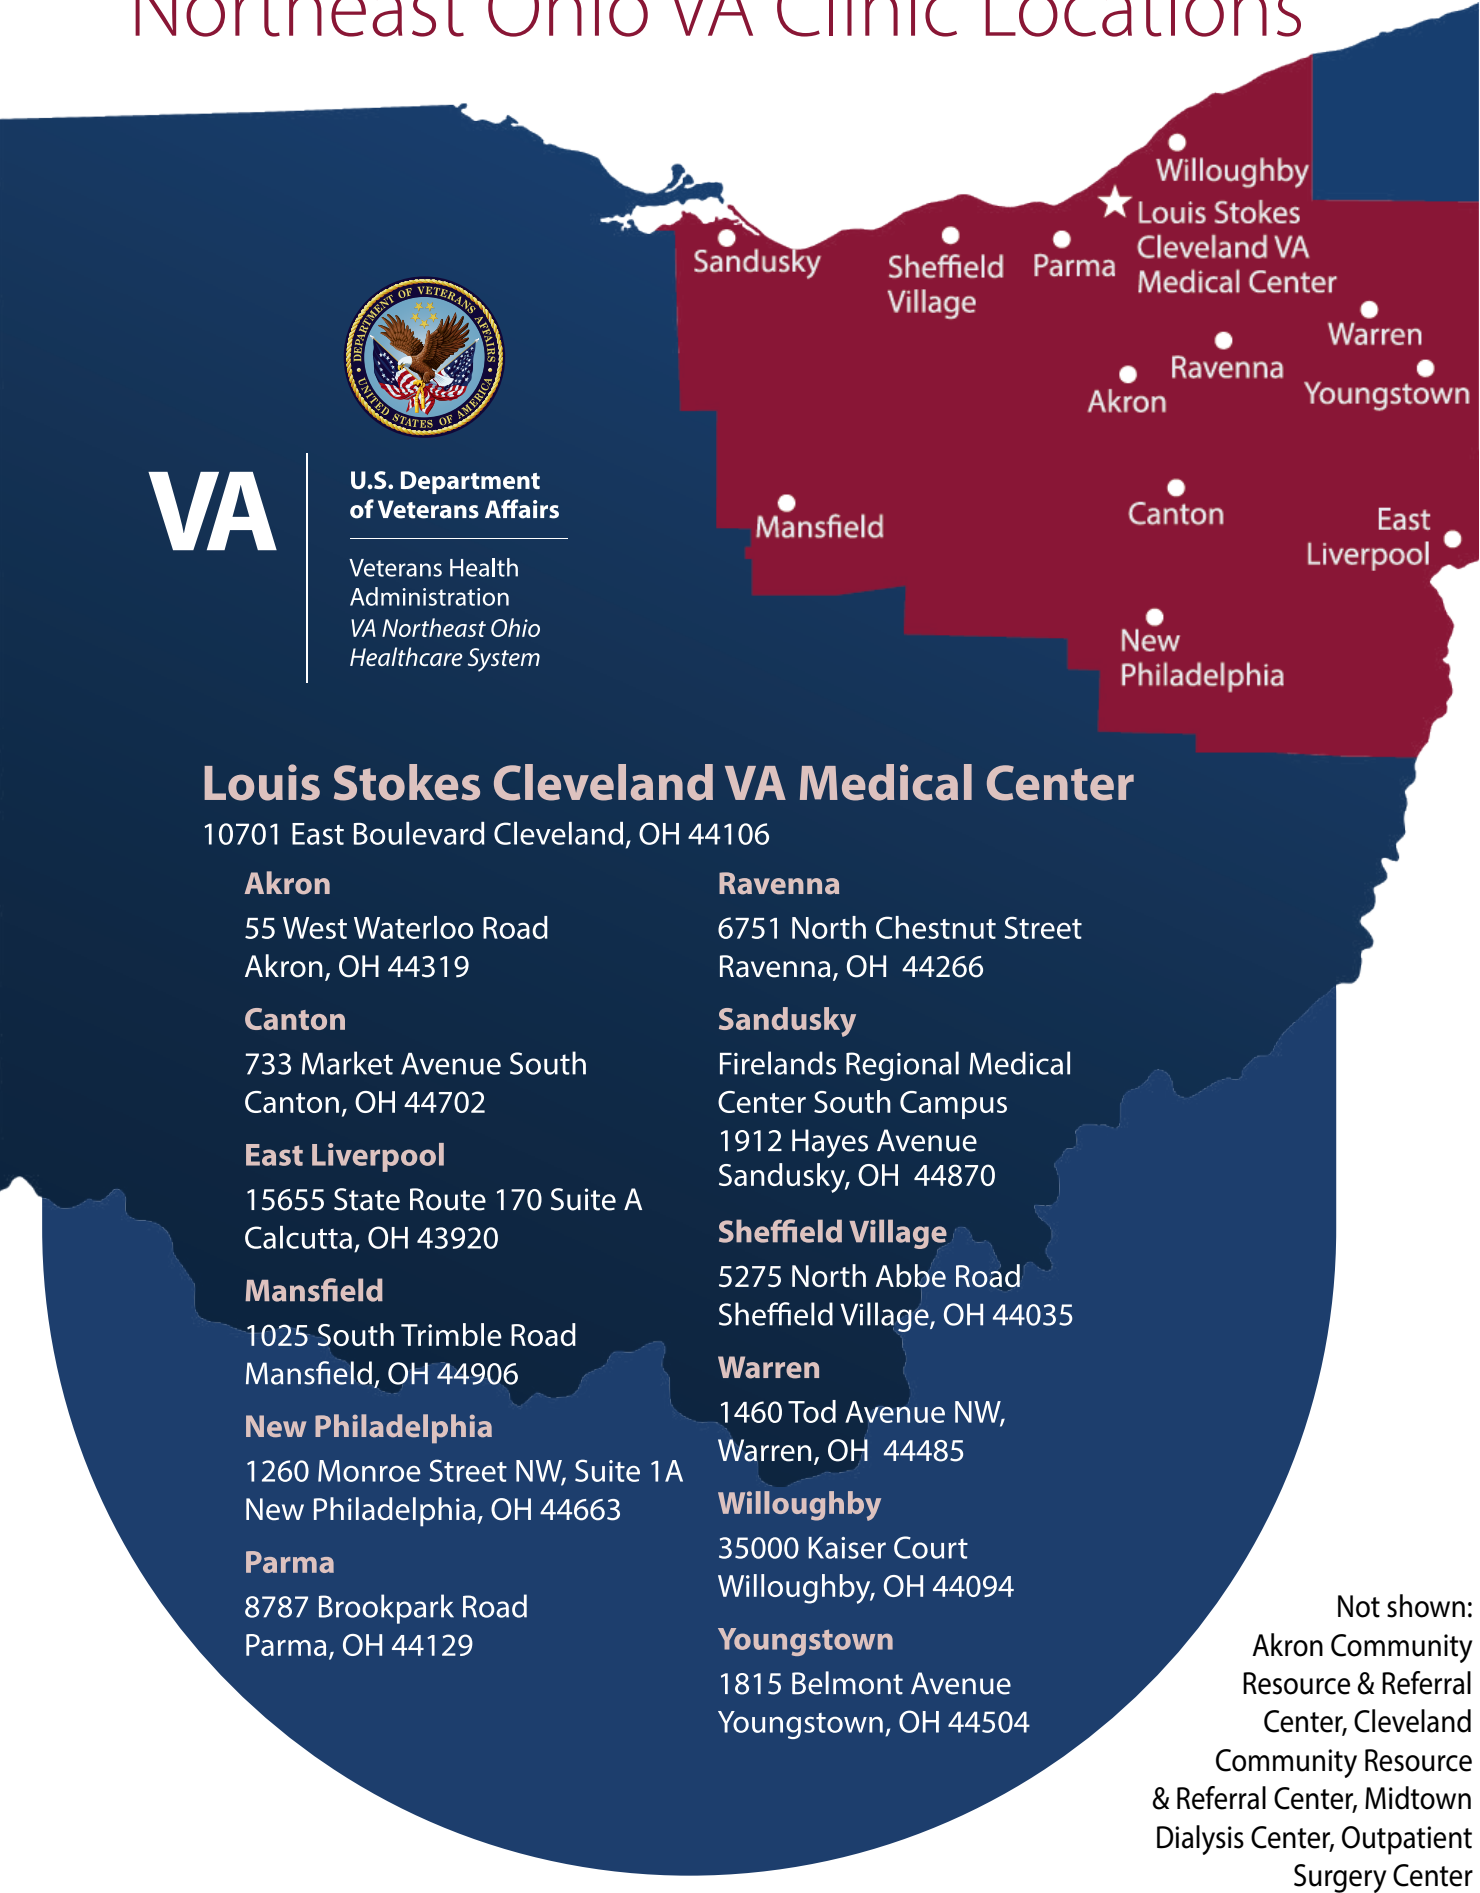 Northeast Ohio VA Clinic Locations
Willoughby
Louis Stokes
Cleveland VA
Medical Center
Sandusky
Sheffield
Village
Parma
Warren
Ravenna
Youngstown
Akron
Mansfield
Canton
East
Liverpool
New
Philadelphia
DEPARTMENT OF VETERANS AFFAIRS
UNITED STATES OF AMERICA
VA
U.S. Department
of Veterans Affairs
Veterans Health
Administration
VA Northeast Ohio
Healthcare System
Louis Stokes Cleveland VA Medical Center
10701 East Boulevard Cleveland, OH 44106
Akron
55 West Waterloo Road
Akron, OH 44319
Canton
733 Market Avenue South
Canton, OH 44702
East Liverpool
15655 State Route 170 Suite A
Calcutta, OH 43920
Mansfield
1025 South Trimble Road
Mansfield, OH 44906
New Philadelphia
1260 Monroe Street NW, Suite 1A
New Philadelphia, OH 44663
Parma
8787 Brookpark Road
Parma, OH 44129
Ravenna
6751 North Chestnut Street
Ravenna, OH  44266
Sandusky
Firelands Regional Medical
Center South Campus
1912 Hayes Avenue
Sandusky, OH  44870
Sheffield Village
5275 North Abbe Road
Sheffield Village, OH 44035
Warren
1460 Tod Avenue NW,
Warren, OH  44485
Willoughby
35000 Kaiser Court
Willoughby, OH 44094
Youngstown
1815 Belmont Avenue
Youngstown, OH 44504
Not shown:
Akron Community
Resource & Referral
Center, Cleveland
Community Resource
& Referral Center, Midtown
Dialysis Center, Outpatient
Surgery Center